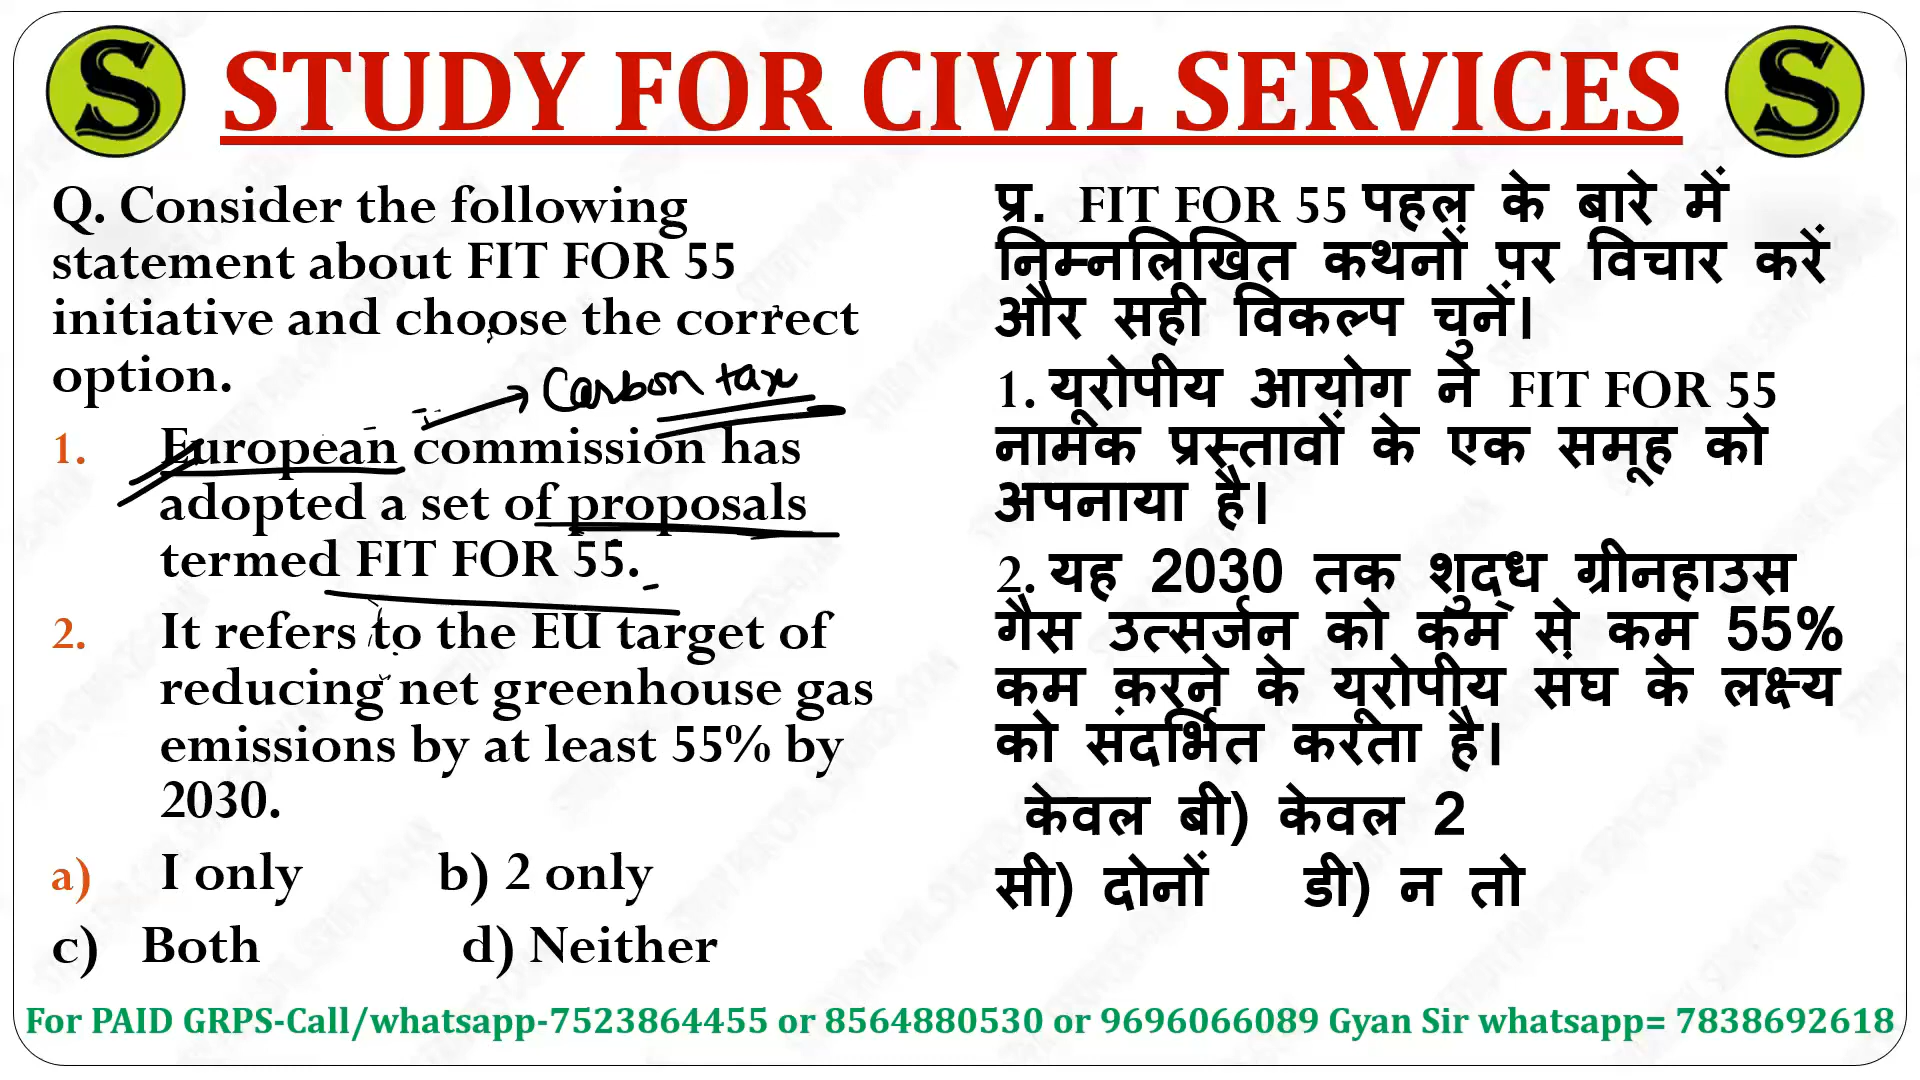 S STUDY FOR CIVIL SERVICES S
Q. Consider the following
statement about FIT FOR 55
initiative and choose the correct
option.
Carbon tax
1. European commission has
adopted a set of proposals
termed FIT FOR 55.
2. It refers to the EU target of
reducing net greenhouse gas
emissions by at least 55% by
2030.
a) I only b) 2 only
c) Both d) Neither
प्र. FIT FOR 55 पहल के बारे में
निम्नलिखित कथनों पर विचार करें
और सही विकल्प चुनें।
1. यूरोपीय आयोग ने FIT FOR 55
नामक प्रस्तावों के एक समूह को
अपनाया है।
2. यह 2030 तक शुद्ध ग्रीनहाउस
गैस उत्सर्जन को कम से कम 55%
कम करने के यूरोपीय संघ के लक्ष्य
को संदर्भित करता है।
केवल बी) केवल 2
सी) दोनों डी) न तो
For PAID GRPS-Call/whatsapp-7523864455 or 8564880530 or 9696066089 Gyan Sir whatsapp= 7838692618